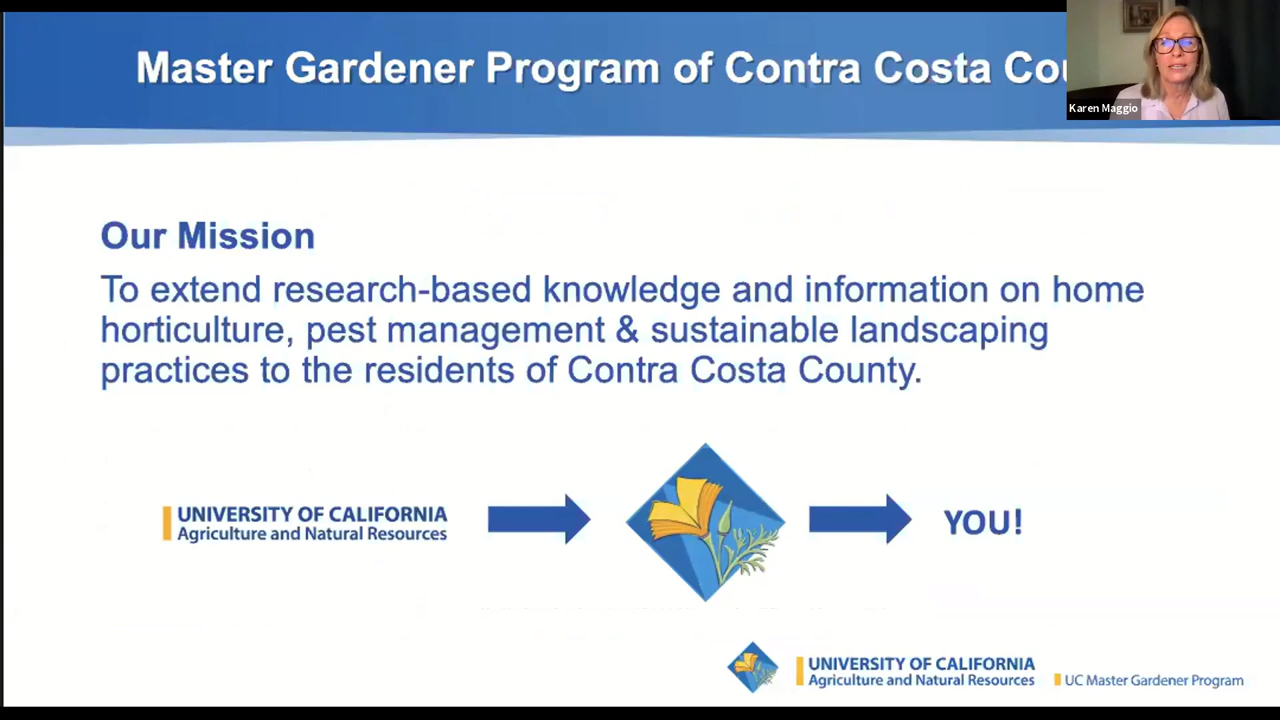 Master Gardener Program of Contra Costa Cou
Karen Maggio
Our Mission
To extend research-based knowledge and information on home
horticulture, pest management & sustainable landscaping
practices to the residents of Contra Costa County.
UNIVERSITY OF CALIFORNIA
Agriculture and Natural Resources
YOU!
UNIVERSITY OF CALIFORNIA
Agriculture and Natural Resources
UC Master Gardener Program